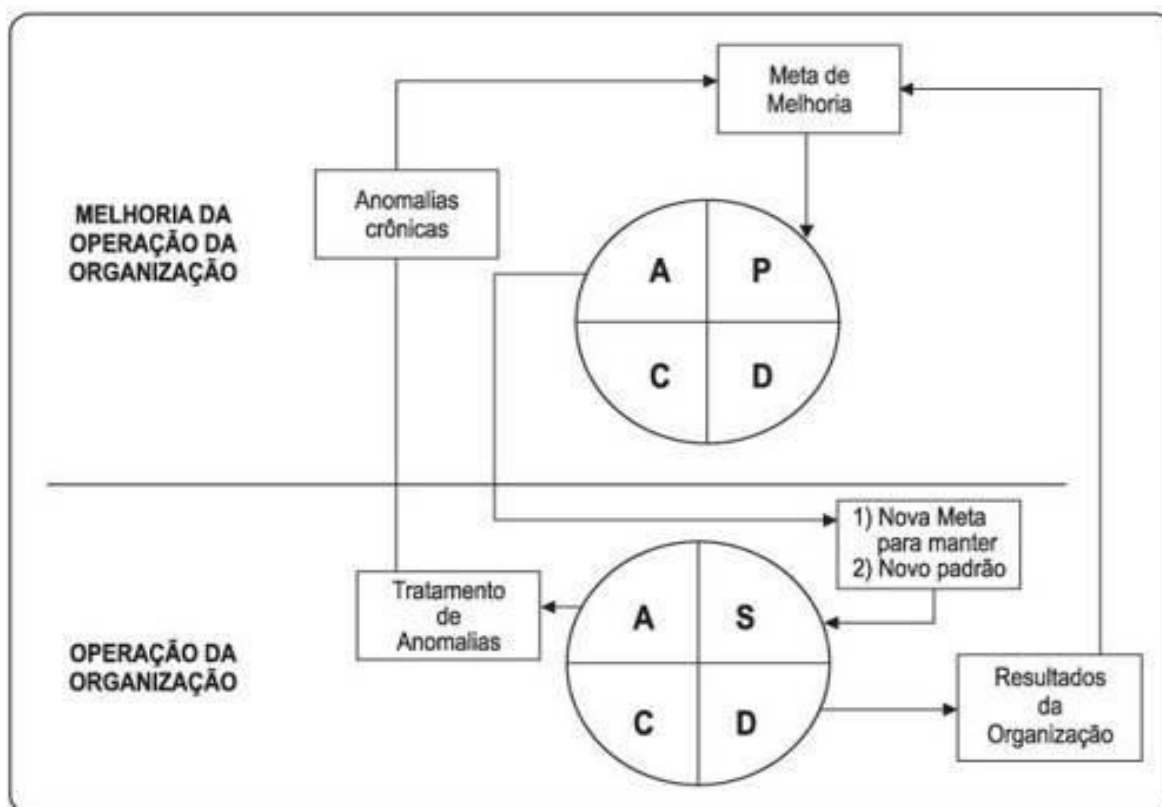 Meta de
Melhoria
Anomalias
crônicas
MELHORIA DA
OPERAÇÃO DA
ORGANIZAÇÃO
A P
C D
1) Nova Meta
para manter
2) Novo padrão
Tratamento
de
Anomalias
A S
C D
OPERAÇÃO DA
ORGANIZAÇÃO
Resultados
da
Organização